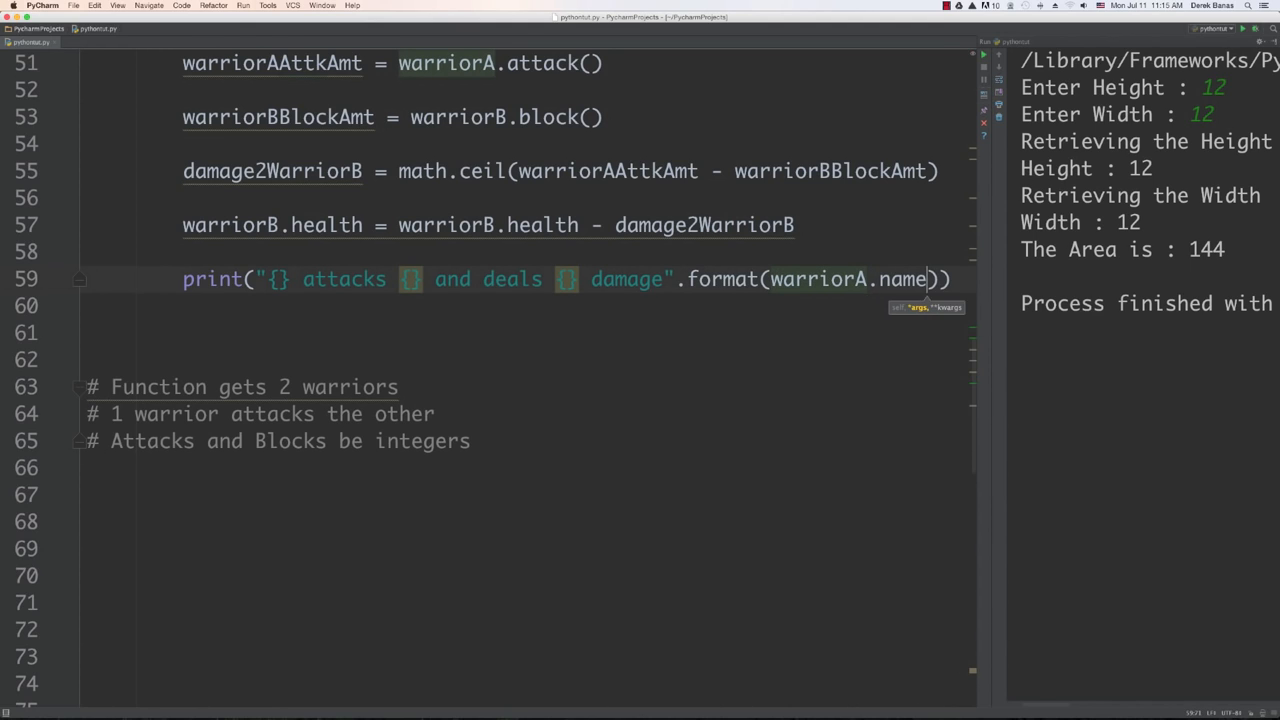 PyCharm File Edit View Navigate Code Refactor Run Tools VCS Window Help 10 Mon Jul 11 11:15 AM Derek Banas
pythontut.py - PycharmProjects - [~/PycharmProjects]
PycharmProjects pythontut.py pythontut
pythontut.py Run: pythontut
51 warriorAAttkAmt = warriorA.attack()
52
53 warriorBBlockAmt = warriorB.block()
54
55 damage2WarriorB = math.ceil(warriorAAttkAmt - warriorBBlockAmt)
56
57 warriorB.health = warriorB.health - damage2WarriorB
58
59 print("{} attacks {} and deals {} damage".format(warriorA.name))
60 self, *args, **kwargs
61
62
63 # Function gets 2 warriors
64 # 1 warrior attacks the other
65 # Attacks and Blocks be integers
66
67
68
69
70
71
72
73
74
/Library/Frameworks/Py
Enter Height : 12
Enter Width : 12
Retrieving the Height
Height : 12
Retrieving the Width
Width : 12
The Area is : 144
Process finished with
59:71 LF÷ UTF-8÷